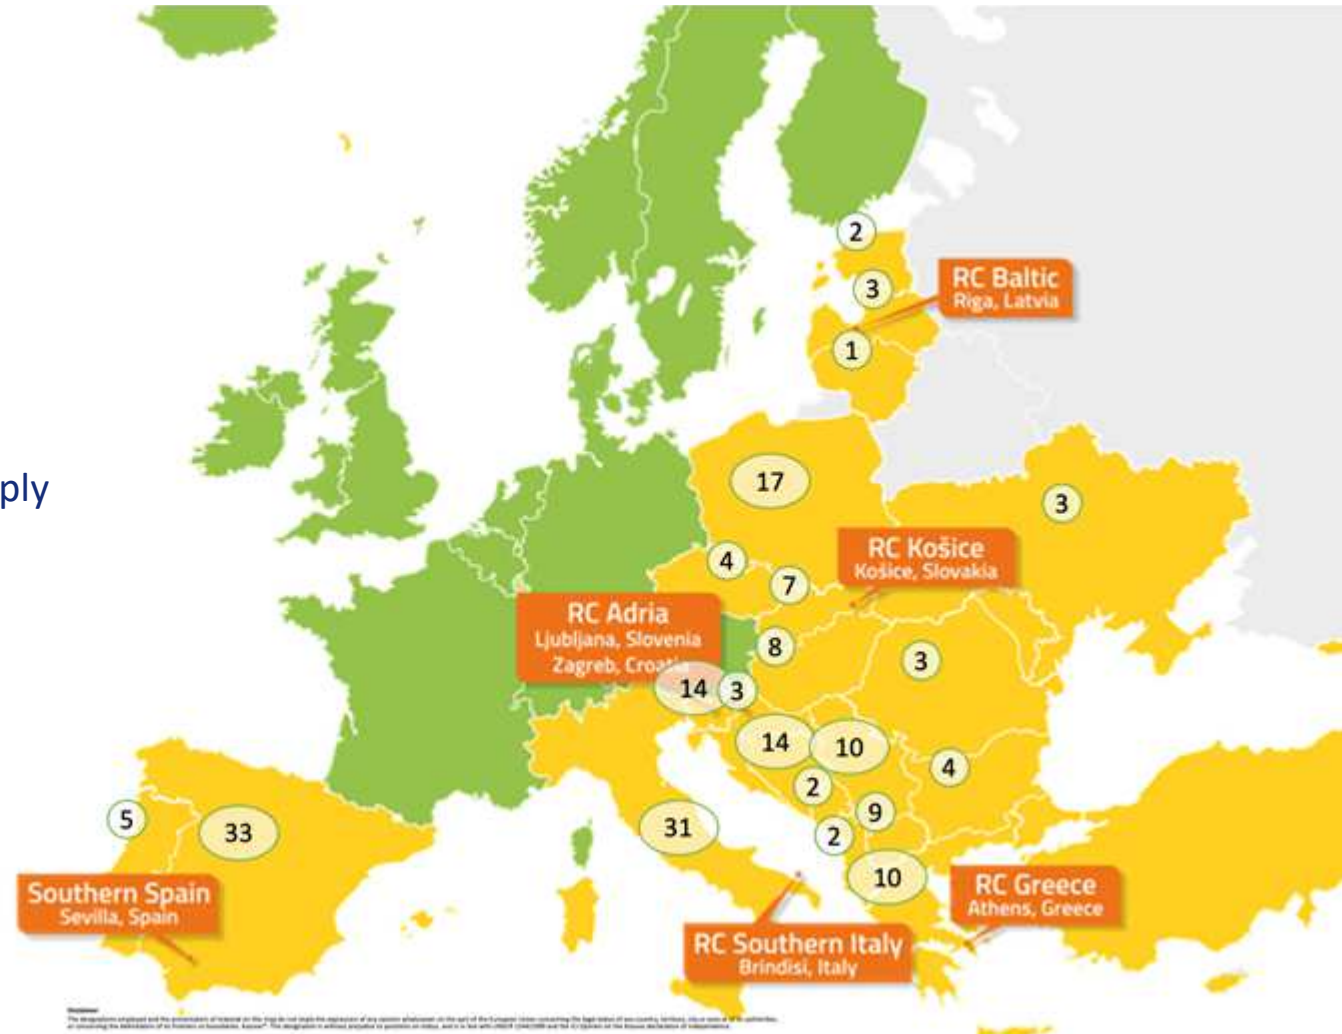 2
RC Baltic
Riga, Latvia
3
1
ply
17
3
RC Košice
Košice, Slovakia
4
7
RC Adria
Ljubljana, Slovenia
Zagreb, Croatia
8
3
14
3
14
10
4
2
9
5
33
31
2
10
Southern Spain
Sevilla, Spain
RC Greece
Athens, Greece
RC Southern Italy
Brindisi, Italy